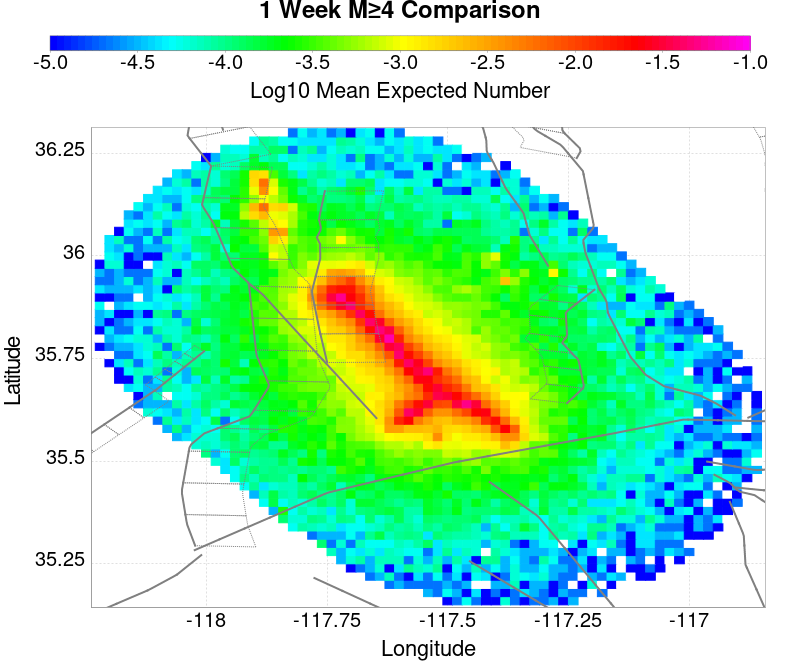 1 Week M≥4 Comparison
-5.0 -4.5 -4.0 -3.5 -3.0 -2.5 -2.0 -1.5 -1.0
Log10 Mean Expected Number
36.25
36
35.75
35.5
35.25
Latitude
-118 -117.75 -117.5 -117.25 -117
Longitude